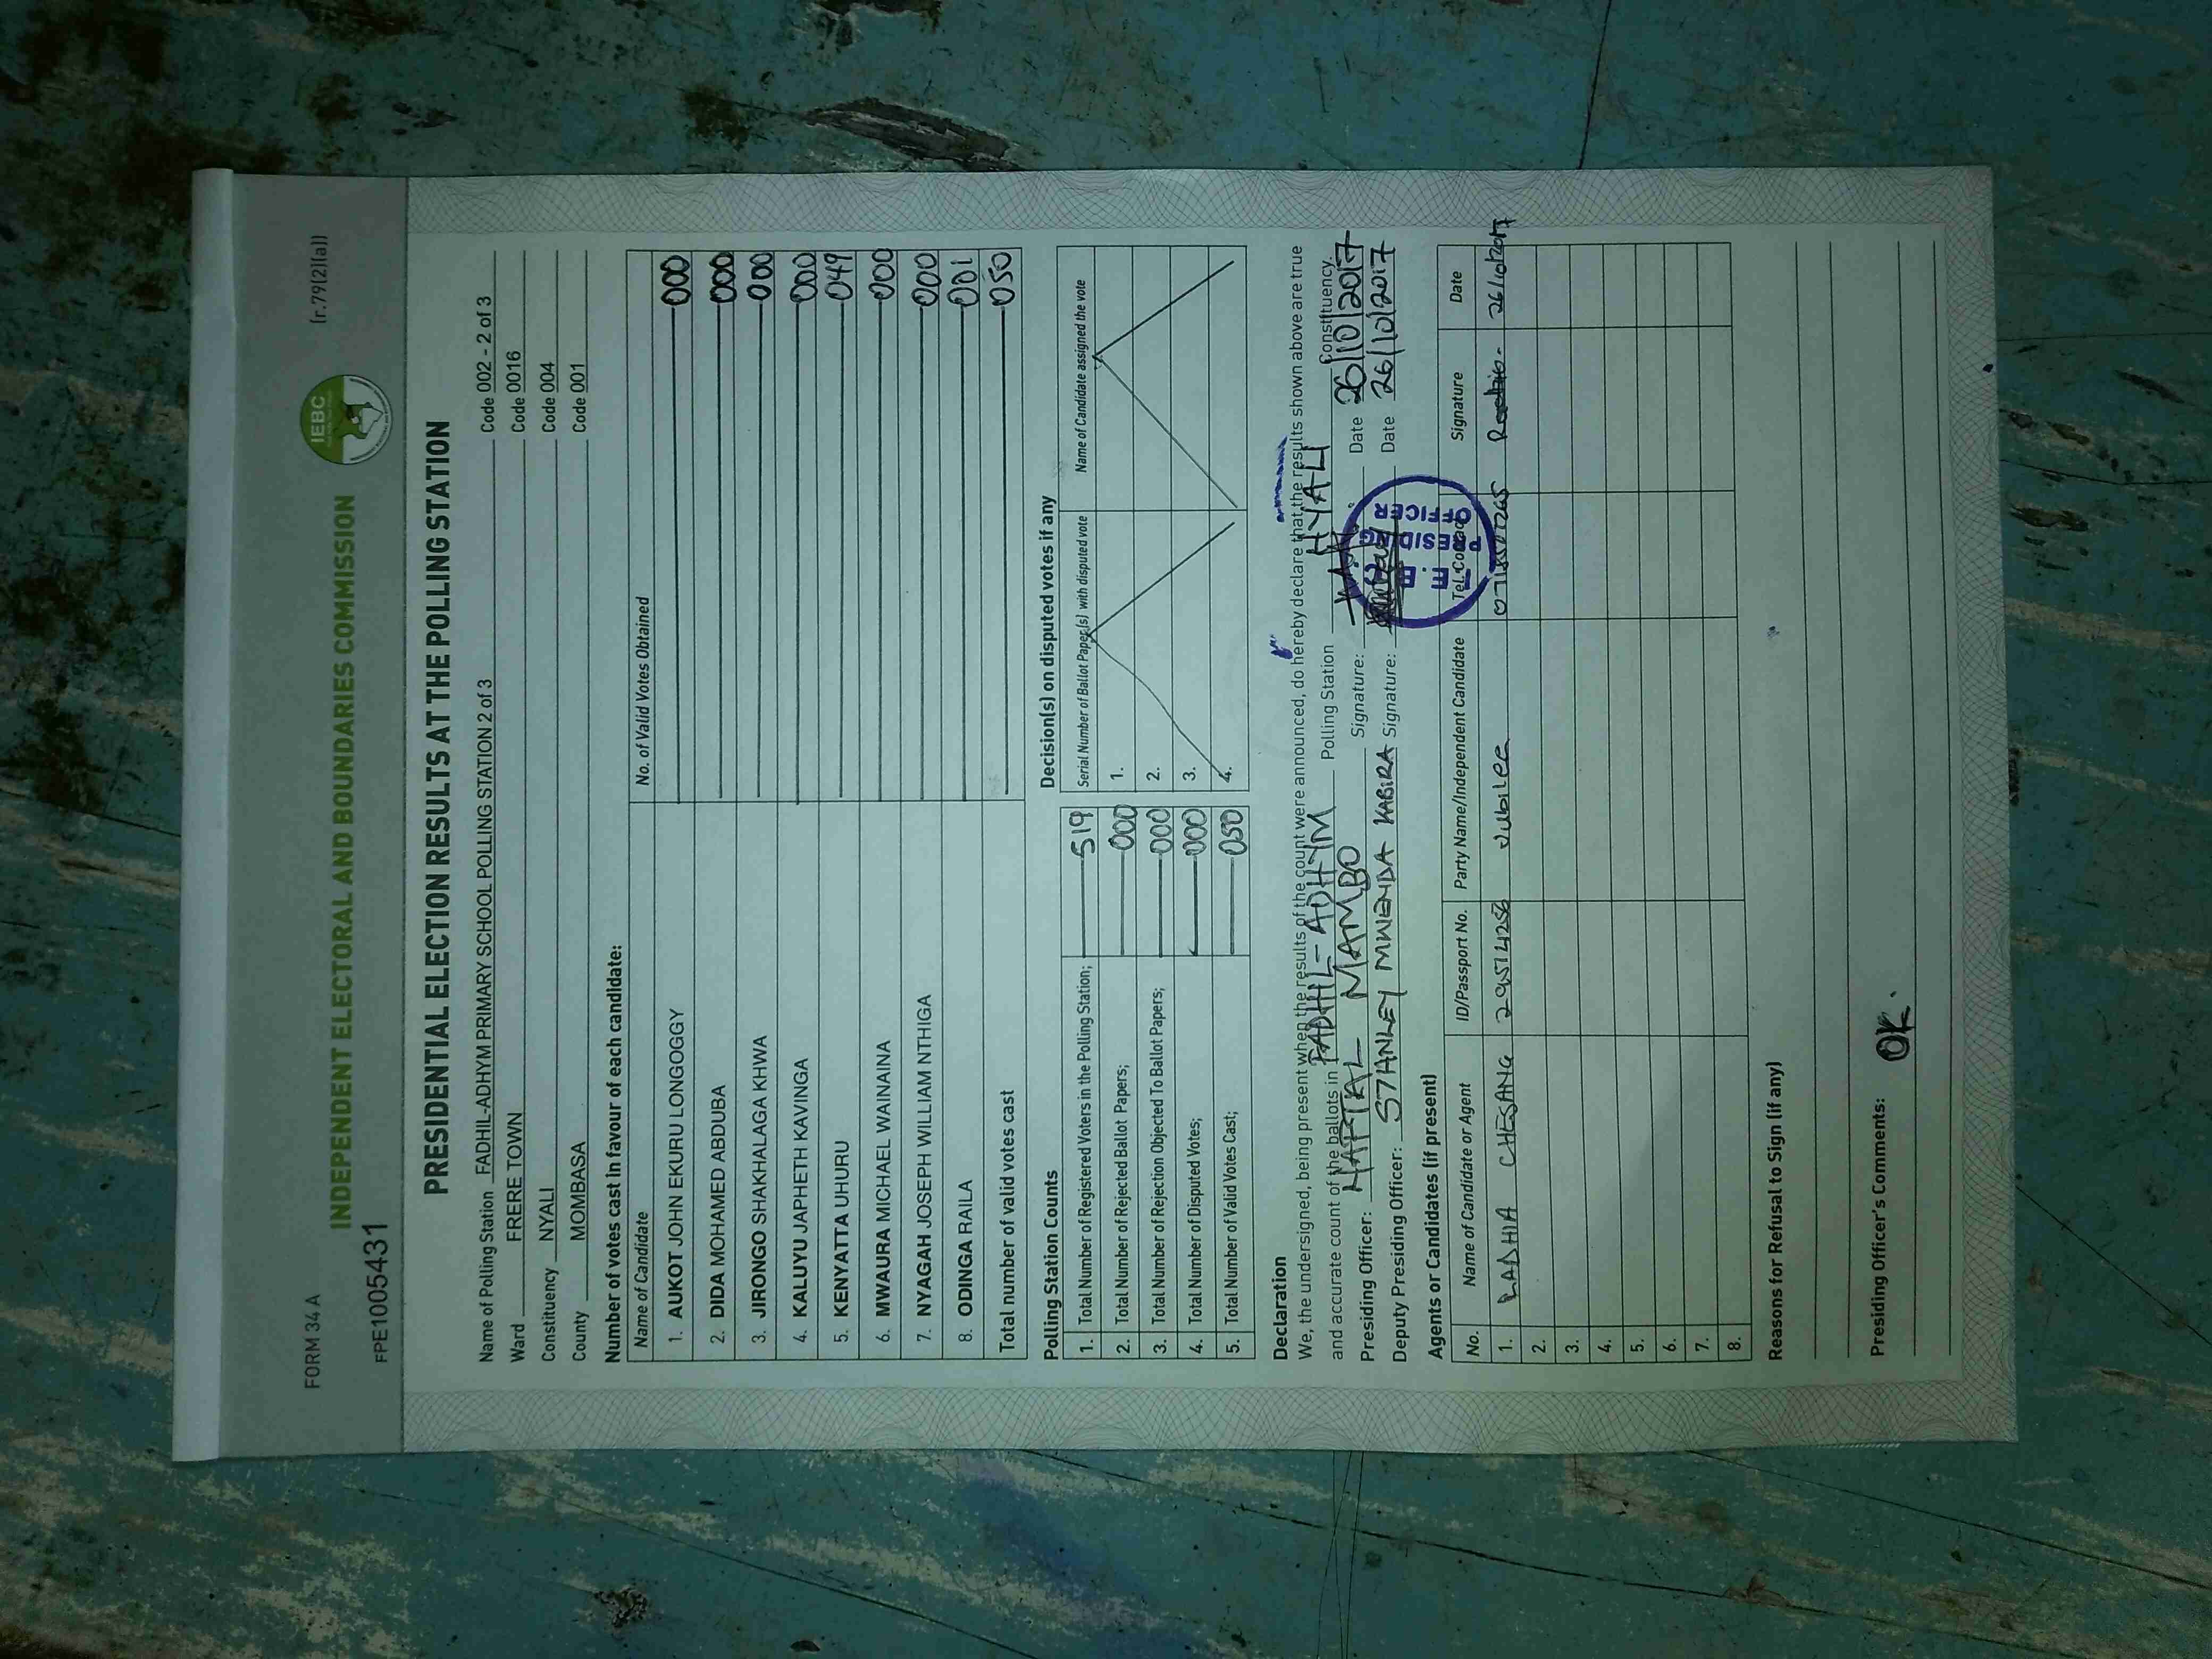 FORM 34 A
(r.79(2)(a))
INDEPENDENT ELECTORAL AND BOUNDARIES COMMISSION
IEBC
FPE10054431
PRESIDENTIAL ELECTION RESULTS AT THE POLLING STATION
Name of Polling Station FADHIL-ADHYM PRIMARY SCHOOL POLLING STATION 2 of 3 Code 002 - 2 of 3
Ward FRERE TOWN Code 0016
Constituency NYALI Code 004
County MOMBASA Code 001
Number of votes cast in favour of each candidate:
Name of Candidate No. of Valid Votes Obtained
1. AUKOT JOHN EKURU LONGOGGY 000
2. DIDA MOHAMED ABDUBA 000
3. JIRONGO SHAKHALAGA KHWA 000
4. KALUYU JAPHETH KAVINGA 000
5. KENYATTA UHURU 049
6. MWAURA MICHAEL WAINAINA 000
7. NYAGAH JOSEPH WILLIAM NTHIGA 000
8. ODINGA RAILA 001
Total number of valid votes cast 050
Polling Station Counts
1. Total Number of Registered Voters in the Polling Station; 519
2. Total Number of Rejected Ballot Papers; 000
3. Total Number of Rejection Objected To Ballot Papers; 000
4. Total Number of Disputed Votes; 000
5. Total Number of Valid Votes Cast; 050
Decision(s) on disputed votes if any
Serial Number of Ballot Paper(s) with disputed vote Name of Candidate assigned the vote
1.
2.
3.
4.
Declaration
We, the undersigned, being present when the results of the count were announced, do hereby declare that the results shown above are true
and accurate count of the ballots in FADHIL-ADHYM Polling Station NYALI Constituency.
Presiding Officer: HARTAL MAMBO Signature: Date 26/10/2017
Deputy Presiding Officer: STANLEY MWENDA KABIRA Signature: Date 26/10/2017
I.E.B.C.
PRESIDING
OFFICER
Agents or Candidates (if present)
No. Name of Candidate or Agent ID/Passport No. Party Name/Independent Candidate Tel. Contact Signature Date
1. RADHIA CHESANG Jubilee 26/10/2017
2.
3.
4.
5.
6.
7.
8.
Reasons for Refusal to Sign (if any)
Presiding Officer's Comments:
OK.